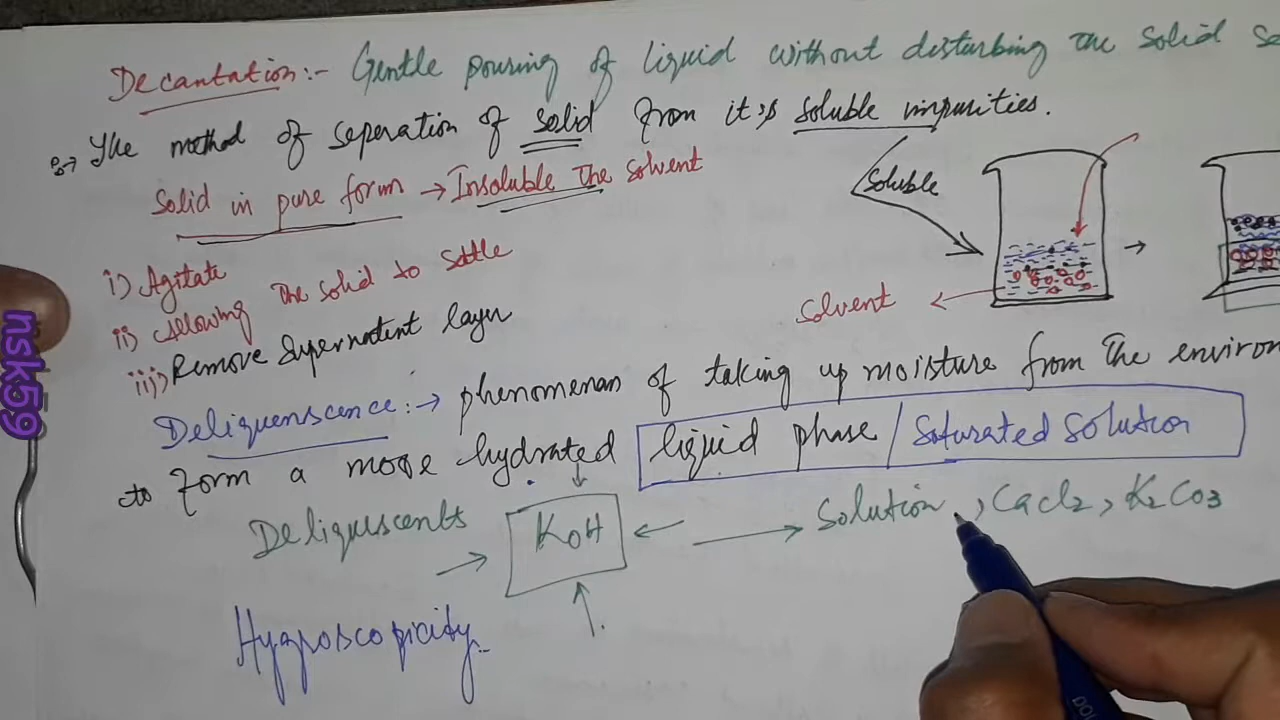 Decantation:- Gentle pouring of liquid without disturbing the solid se
The method of seperation of solid from it's soluble impurities.
Solid in pure form → Insoluble the solvent
Soluble
i) Agitate
ii) Allowing the solid to settle
iii) Remove Supernatent layer
Solvent
Deliquenscence:→ phenomenan of taking up moisture from the environ
to form a more hydrated liquid phase / Saturated Solution
Deliquescents → KOH ← → Solution, CaCl2, K2CO3
Hygroscopicity
nsk59